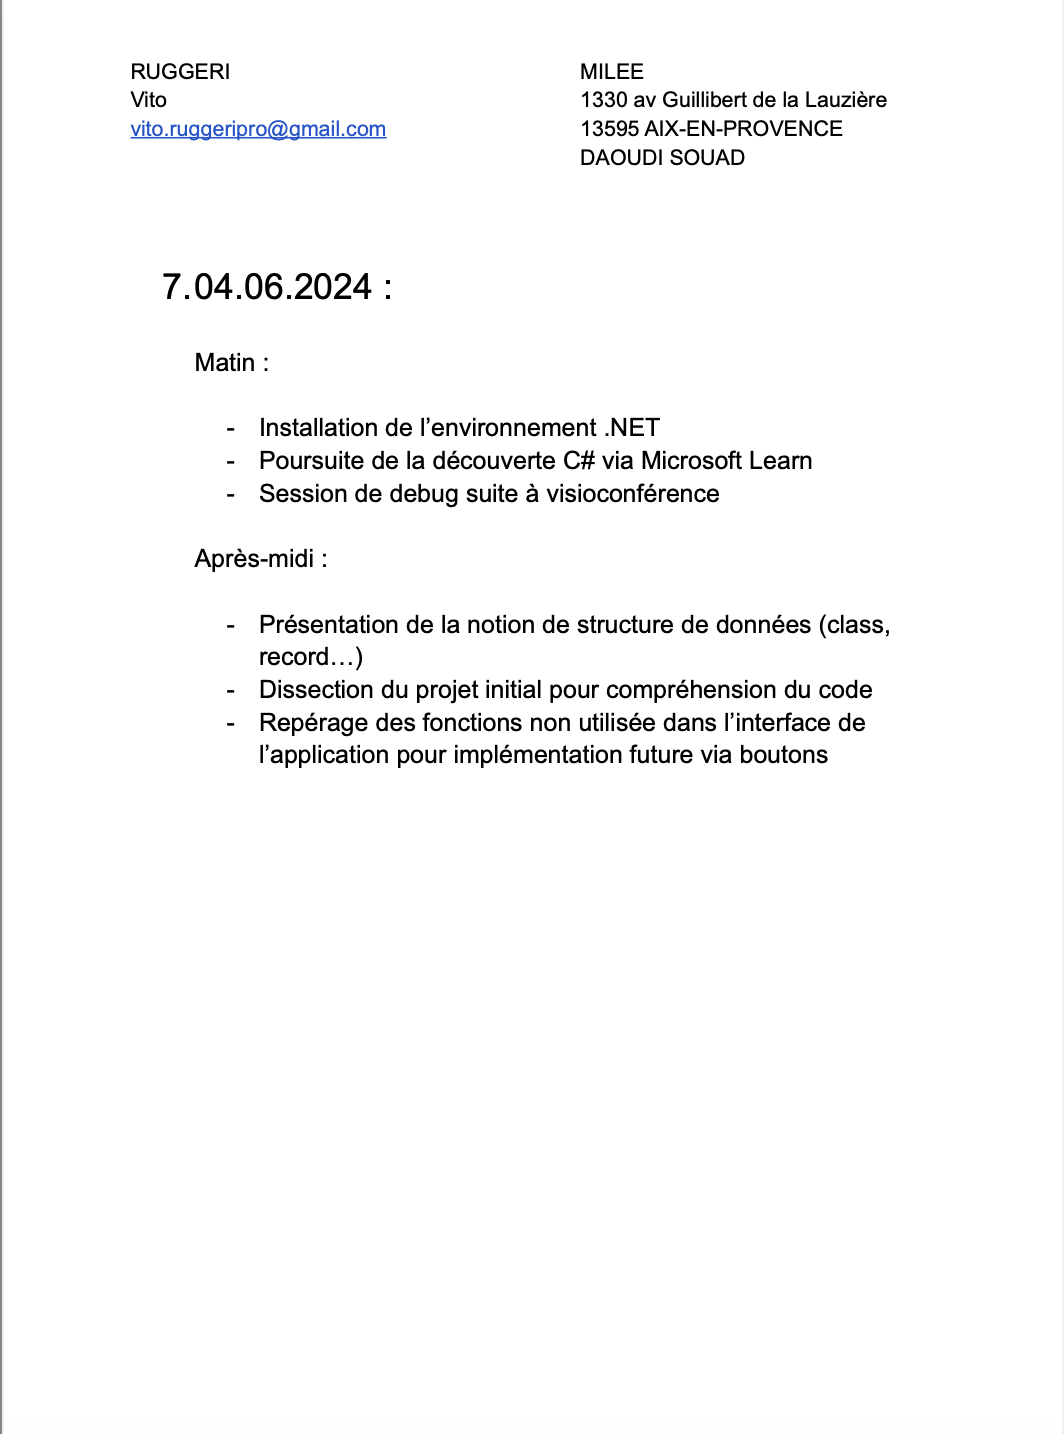 RUGGERI
Vito
vito.ruggeripro@gmail.com
MILEE
1330 av Guillibert de la Lauzière
13595 AIX-EN-PROVENCE
DAOUDI SOUAD
7.04.06.2024 :
Matin :
- Installation de l’environnement .NET
- Poursuite de la découverte C# via Microsoft Learn
- Session de debug suite à visioconférence
Après-midi :
- Présentation de la notion de structure de données (class,
record…)
- Dissection du projet initial pour compréhension du code
- Repérage des fonctions non utilisée dans l’interface de
l’application pour implémentation future via boutons